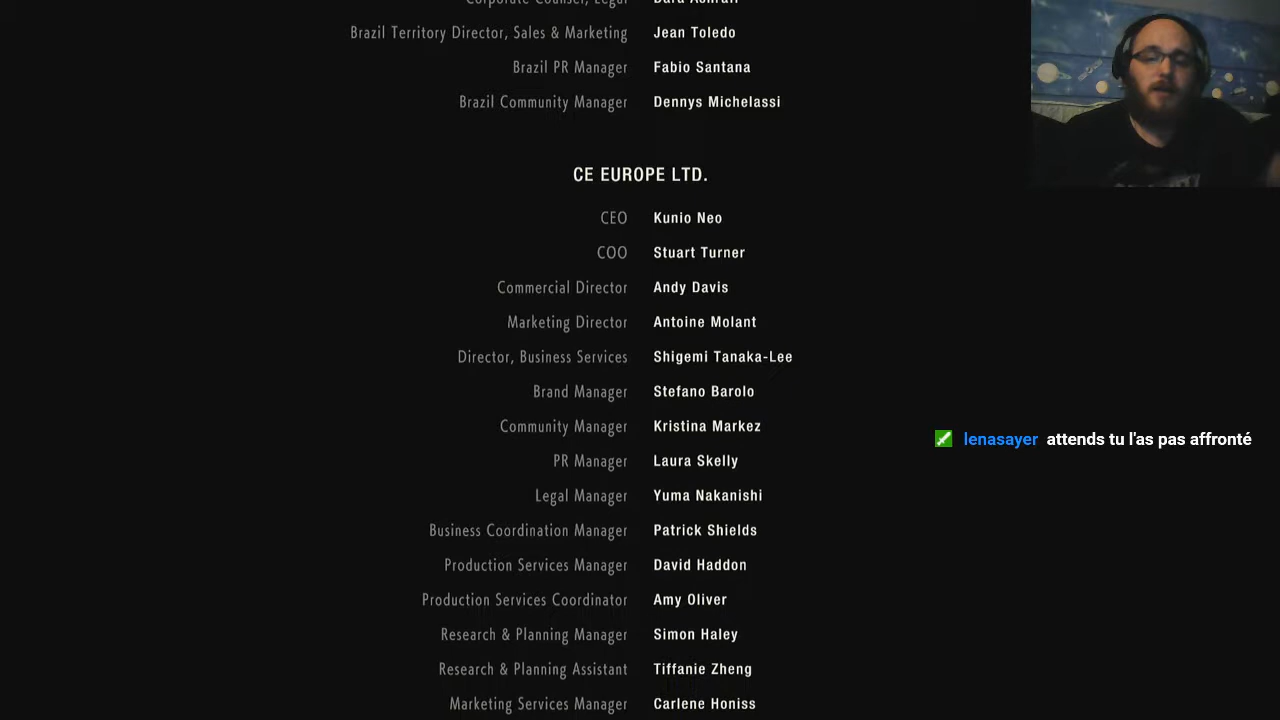 Brazil Territory Director, Sales & Marketing Jean Toledo
Brazil PR Manager Fabio Santana
Brazil Community Manager Dennys Michelassi
CE EUROPE LTD.
CEO Kunio Neo
COO Stuart Turner
Commercial Director Andy Davis
Marketing Director Antoine Molant
Director, Business Services Shigemi Tanaka-Lee
Brand Manager Stefano Barolo
Community Manager Kristina Markez
lenasayer attends tu l'as pas affronté
PR Manager Laura Skelly
Legal Manager Yuma Nakanishi
Business Coordination Manager Patrick Shields
Production Services Manager David Haddon
Production Services Coordinator Amy Oliver
Research & Planning Manager Simon Haley
Research & Planning Assistant Tiffanie Zheng
Marketing Services Manager Carlene Honiss